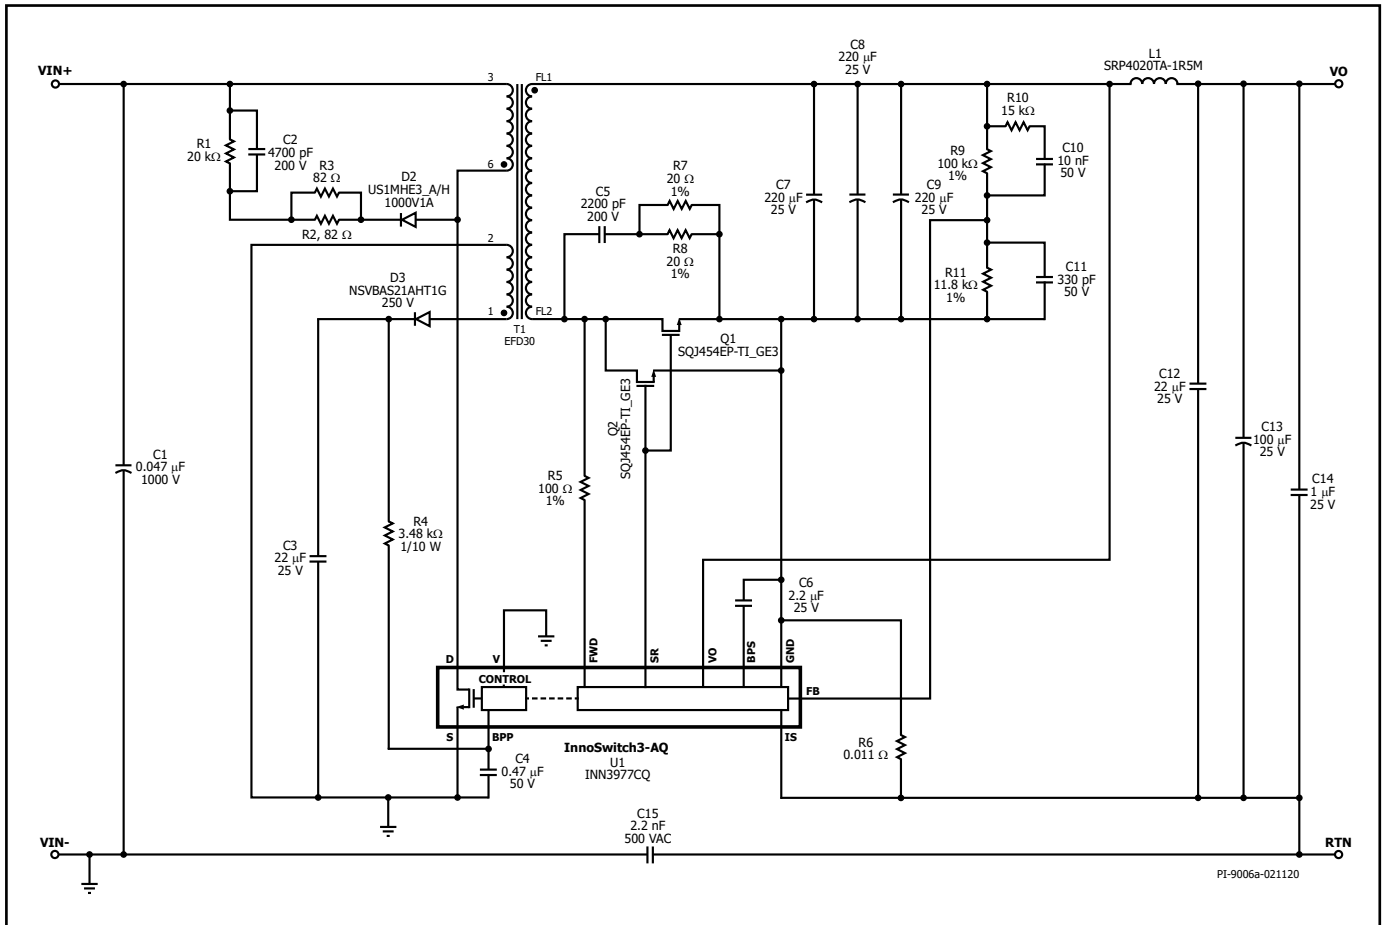 VIN+
3
FL1
C8
220 µF
25 V
L1
SRP4020TA-1R5M
VO
R1
20 kΩ
C2
4700 pF
200 V
R3
82 Ω
D2
US1MHE3_A/H
1000V1A
6
R2, 82 Ω
2
D3
NSVBAS21AHT1G
250 V
1
FL2
T1
EFD30
C5
2200 pF
200 V
R7
20 Ω
1%
R8
20 Ω
1%
C7
220 µF
25 V
C9
220 µF
25 V
R10
15 kΩ
R9
100 kΩ
1%
C10
10 nF
50 V
R11
11.8 kΩ
1%
C11
330 pF
50 V
Q1
SQJ454EP-TI_GE3
Q2
SQJ454EP-TI_GE3
C12
22 µF
25 V
C13
100 µF
25 V
C14
1 µF
25 V
C1
0.047 µF
1000 V
R5
100 Ω
1%
C3
22 µF
25 V
R4
3.48 kΩ
1/10 W
C6
2.2 µF
25 V
D
V
FWD
SR
VO
BPS
GND
CONTROL
FB
S
BPP
IS
InnoSwitch3-AQ
U1
INN3977CQ
C4
0.47 µF
50 V
R6
0.011 Ω
C15
2.2 nF
500 VAC
VIN-
RTN
PI-9006a-021120